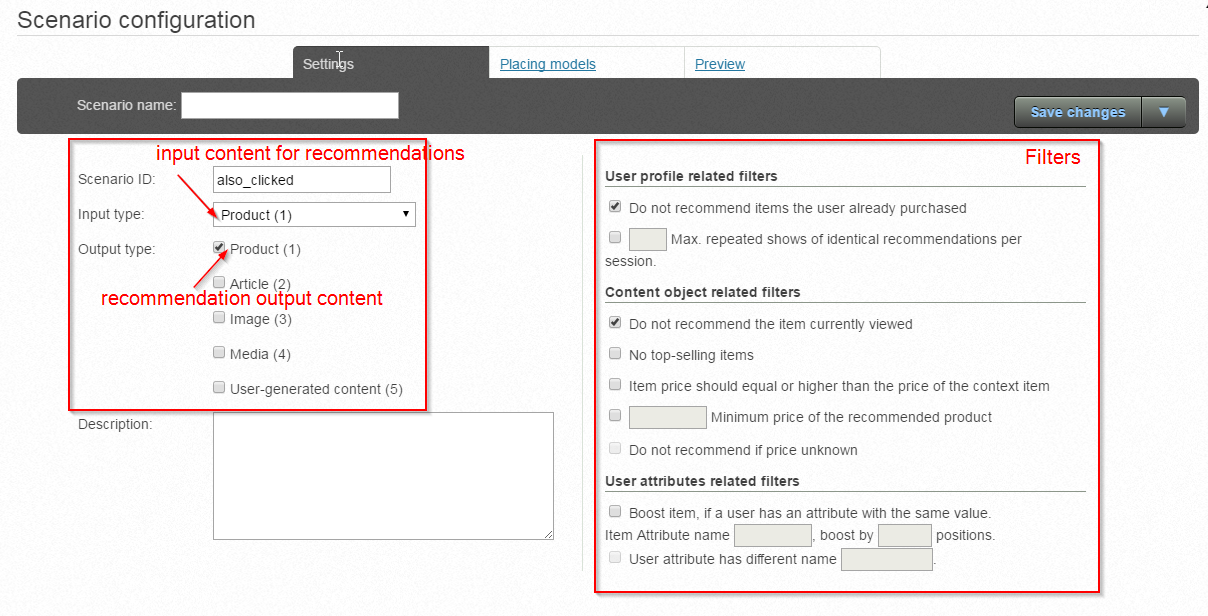 Scenario configuration
Settings
Placing models
Preview
Scenario name:
Save changes
input content for recommendations
Scenario ID:
also_clicked
Input type:
Product (1)
Output type:
Product (1)
Article (2)
recommendation output content
Image (3)
Media (4)
User-generated content (5)
Description:
Filters
User profile related filters
Do not recommend items the user already purchased
Max. repeated shows of identical recommendations per
session.
Content object related filters
Do not recommend the item currently viewed
No top-selling items
Item price should equal or higher than the price of the context item
Minimum price of the recommended product
Do not recommend if price unknown
User attributes related filters
Boost item, if a user has an attribute with the same value.
Item Attribute name , boost by positions.
User attribute has different name .